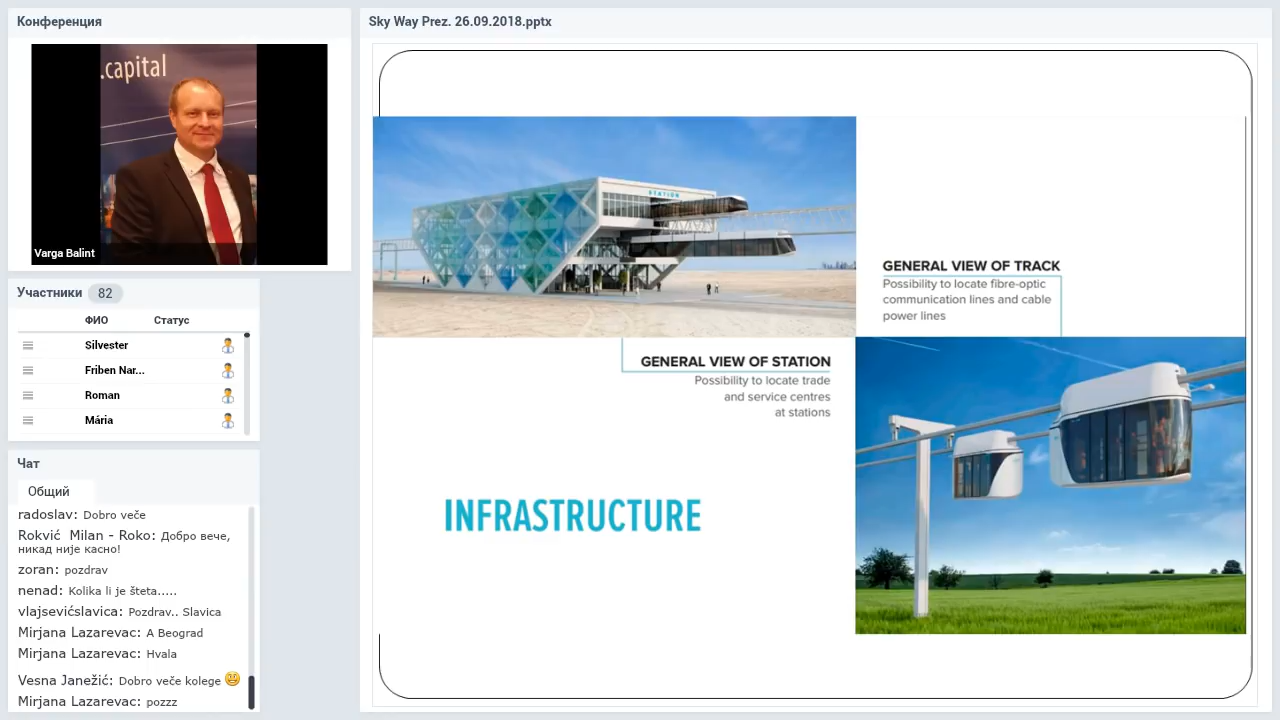 Конференция
.capital
Varga Balint
Участники 82
ФИО Статус
Silvester
Friben Nar...
Roman
Mária
Чат
Общий
radoslav: Dobro veče
Rokvić Milan - Roko: Добро вече,
никад није касно!
zoran: pozdrav
nenad: Kolika li je šteta.....
vlajsevićslavica: Pozdrav.. Slavica
Mirjana Lazarevac: A Beograd
Mirjana Lazarevac: Hvala
Vesna Janežić: Dobro veče kolege
Mirjana Lazarevac: pozzz
Sky Way Prez. 26.09.2018.pptx
STATION
GENERAL VIEW OF TRACK
Possibility to locate fibre-optic
communication lines and cable
power lines
GENERAL VIEW OF STATION
Possibility to locate trade
and service centres
at stations
INFRASTRUCTURE